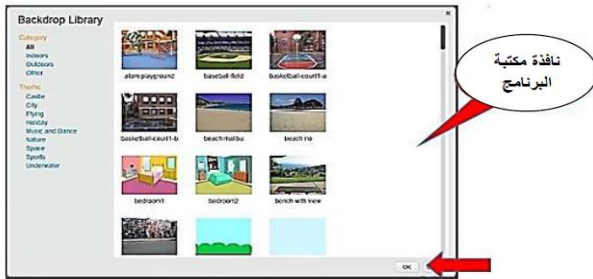 Backdrop Library
Category
All
Indoors
Outdoors
Other
Theme
Castle
City
Flying
Holiday
Music and Dance
Nature
Space
Sports
Underwater
atom playground
baseball-field
basketball-court1-a
basketball-court1-b
beach malibu
beach rio
bedroom1
bedroom2
bench with view
OK
نافذة مكتبة
البرنامج